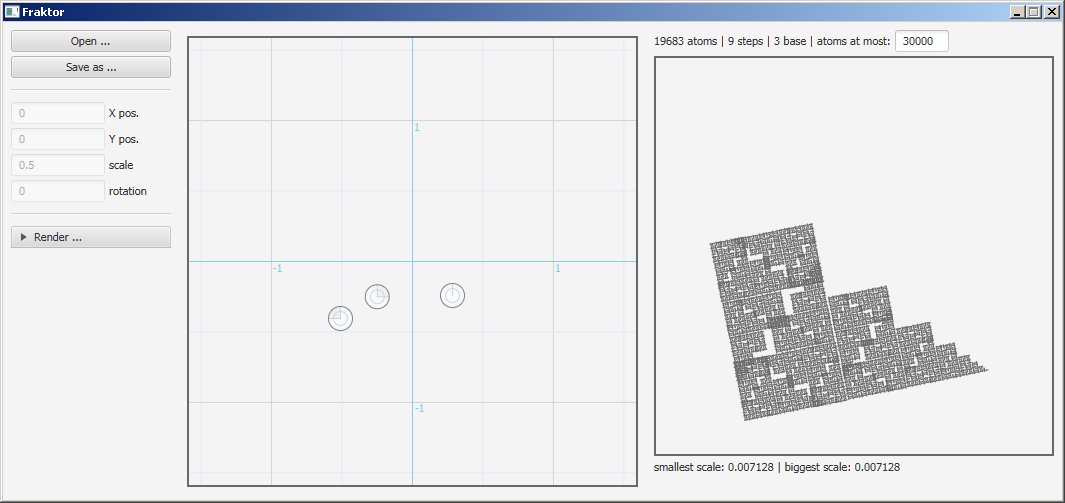 Fraktor
Open ...
Save as ...
0 X pos.
0 Y pos.
0.5 scale
0 rotation
Render ...
1
-1 1
-1
19683 atoms | 9 steps | 3 base | atoms at most: 30000
smallest scale: 0.007128 | biggest scale: 0.007128